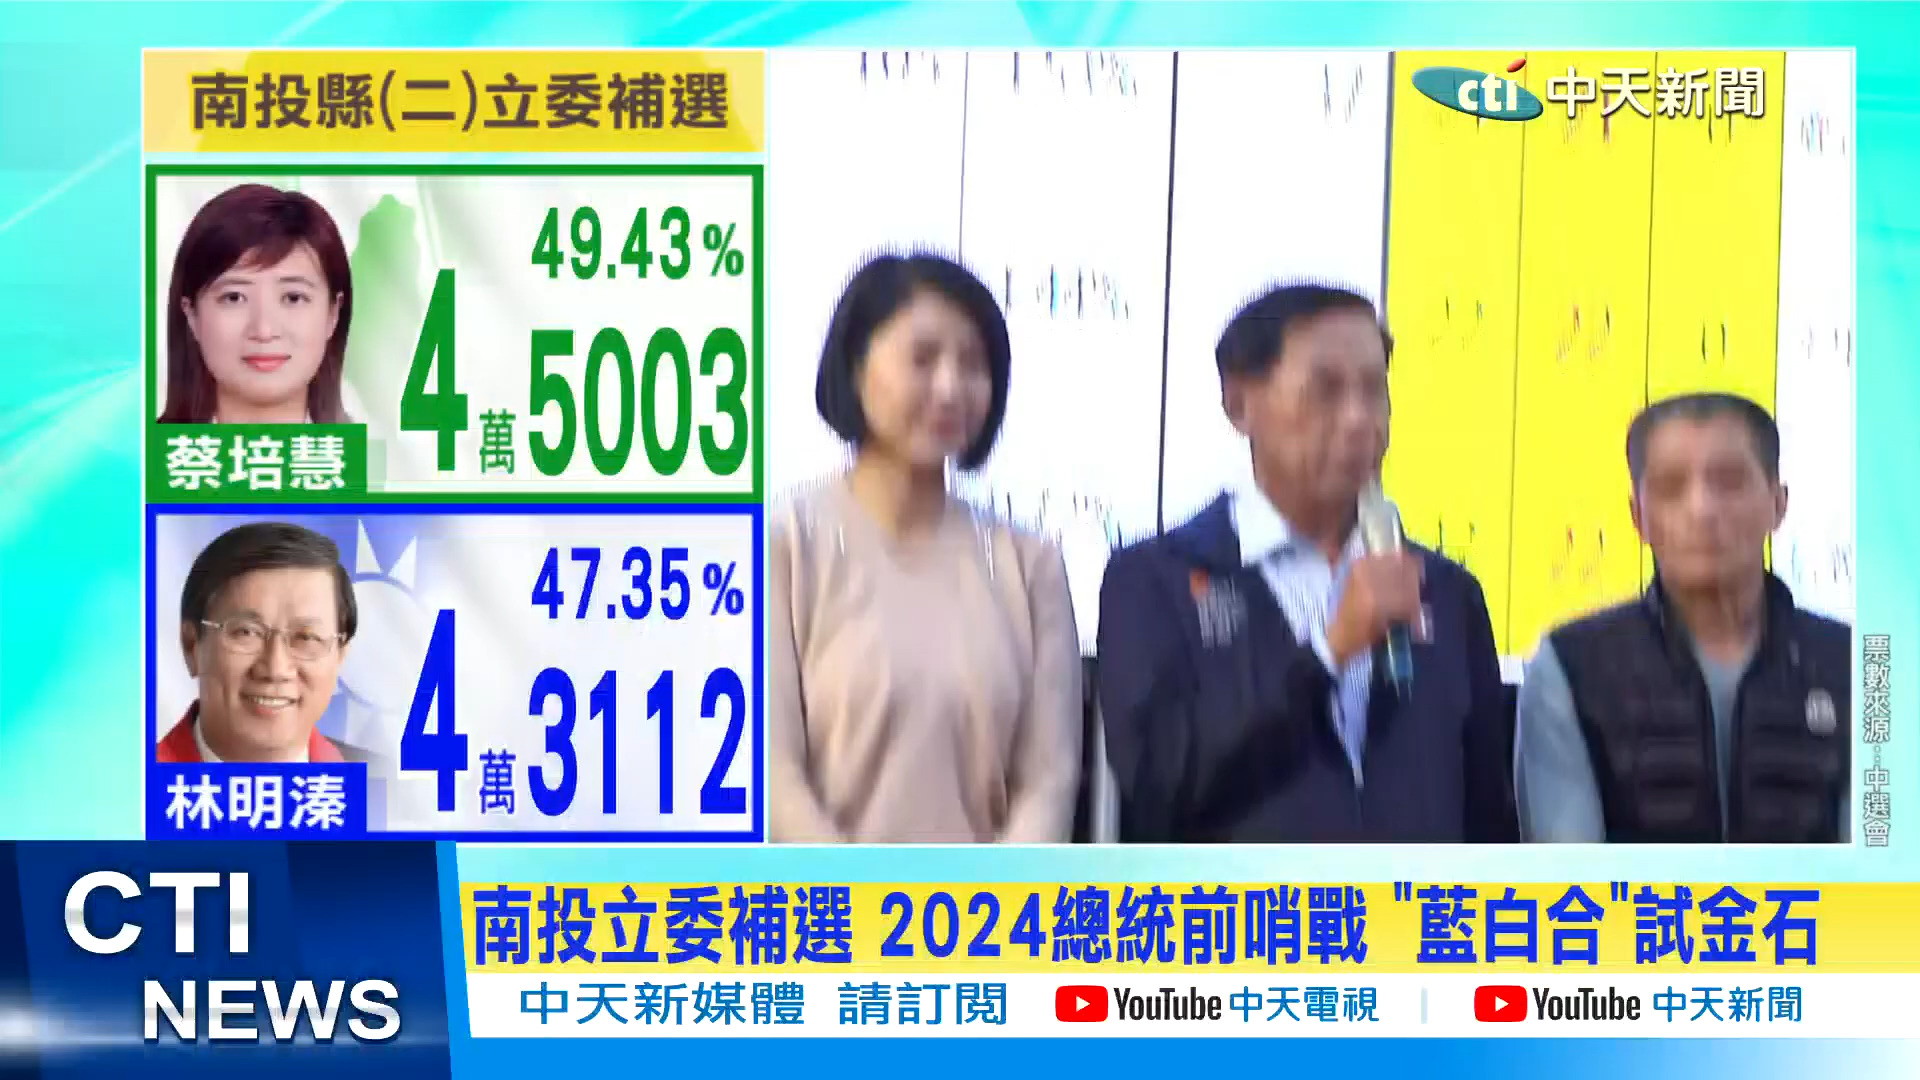 南投縣(二)立委補選
49.43%
4萬5003
蔡培慧
47.35%
4萬3112
林明溱
cti 中天新聞
票數來源：中選會
CTI NEWS
南投立委補選 2024總統前哨戰 "藍白合"試金石
中天新媒體 請訂閱 YouTube 中天電視 | YouTube 中天新聞